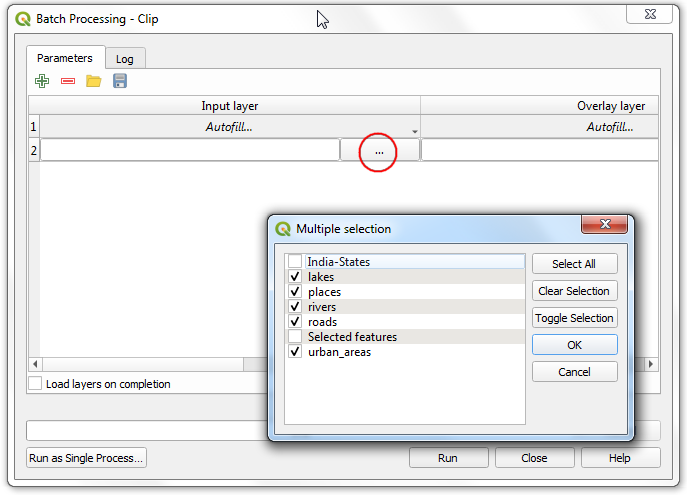 Batch Processing - Clip
Parameters
Log
Input layer
Overlay layer
1
Autofill...
Autofill...
2
...
Multiple selection
India-States
lakes
places
rivers
roads
Selected features
urban_areas
Select All
Clear Selection
Toggle Selection
OK
Cancel
Load layers on completion
Run as Single Process...
Run
Close
Help